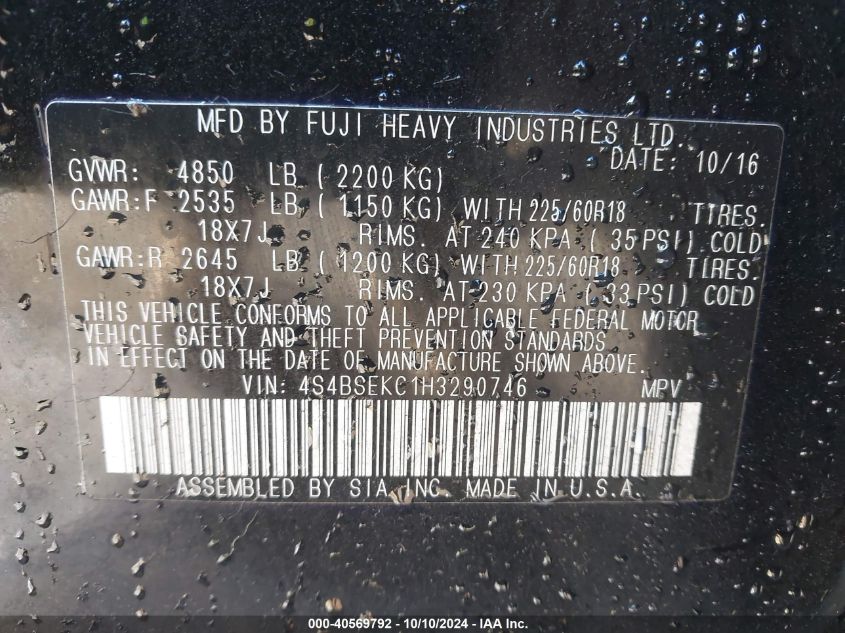 MFD BY FUJI HEAVY INDUSTRIES LTD.
DATE: 10/16
GVWR: 4850 LB ( 2200 KG)
GAWR:F 2535 LB ( 1150 KG) WITH 225/60R18 TIRES.
18X7J RIMS. AT 240 KPA ( 35 PSI) COLD
GAWR:R 2645 LB ( 1200 KG) WITH 225/60R18 TIRES.
18X7J RIMS. AT 230 KPA ( 33 PSI) COLD
THIS VEHICLE CONFORMS TO ALL APPLICABLE FEDERAL MOTOR
VEHICLE SAFETY AND THEFT PREVENTION STANDARDS
IN EFFECT ON THE DATE OF MANUFACTURE SHOWN ABOVE.
VIN: 4S4BSEKC1H3290746 MPV
ASSEMBLED BY SIA, INC. MADE IN U.S.A.
000-40569792 - 10/10/2024 - IAA Inc.